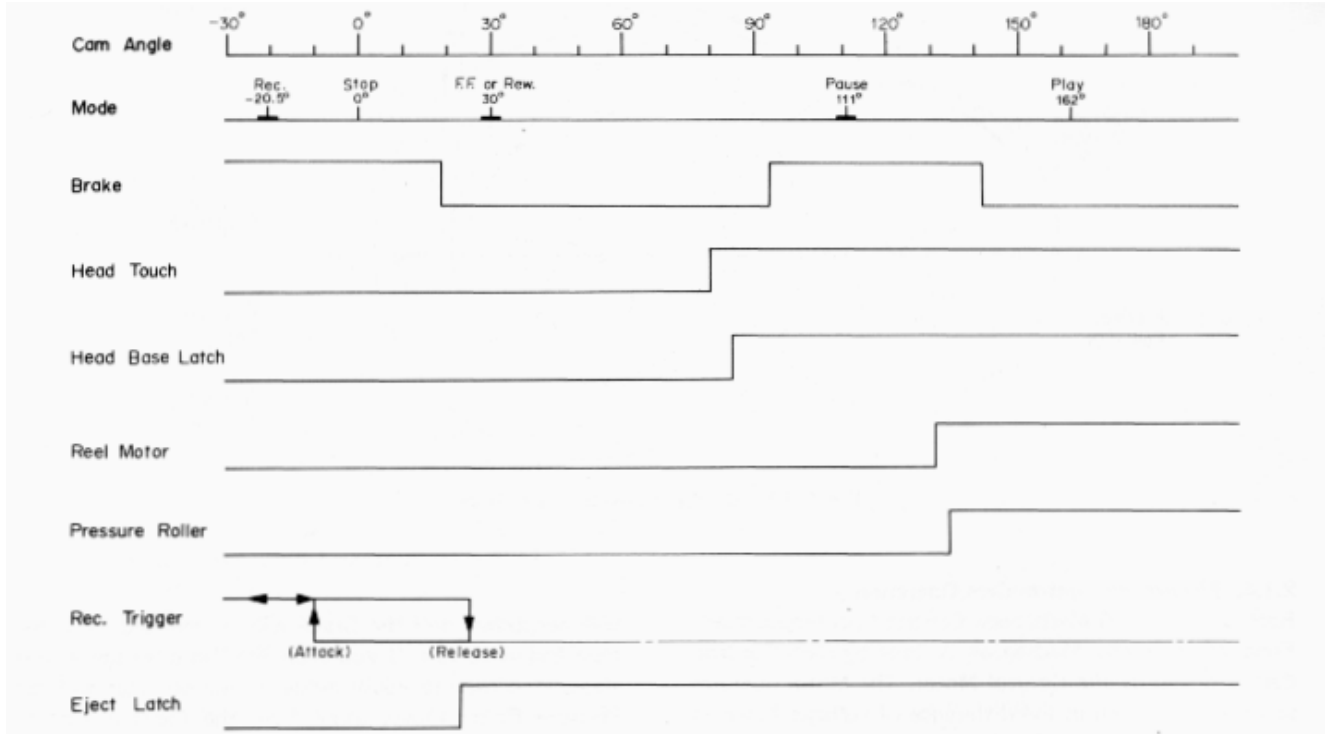 -30° 0° 30° 60° 90° 120° 150° 180°
Cam Angle
Rec. Stop F.F. or Rew. Pause Play
-20.5° 0° 30° 111° 162°
Mode
Brake
Head Touch
Head Base Latch
Reel Motor
Pressure Roller
Rec. Trigger
(Attack) (Release)
Eject Latch